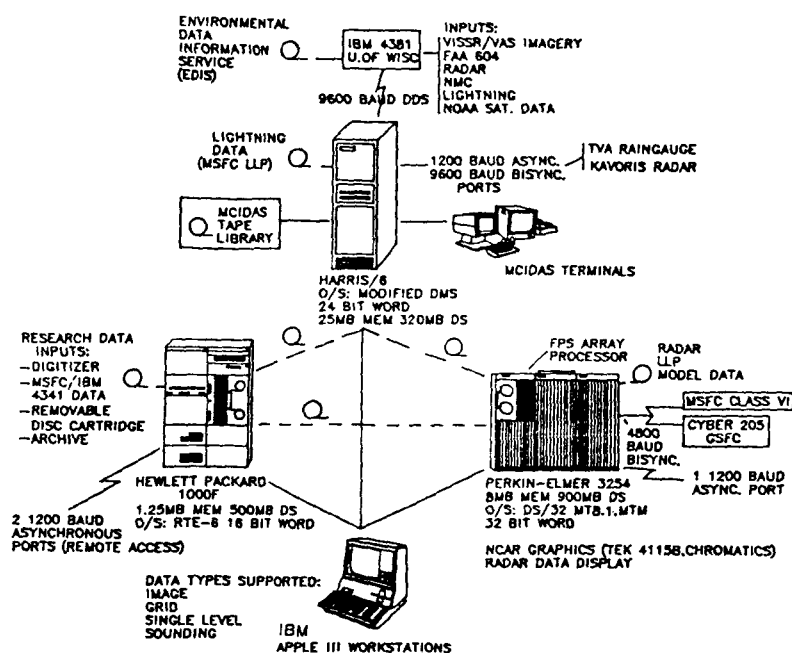 ENVIRONMENTAL
DATA
INFORMATION
SERVICE
(EDIS)
IBM 4381
U.OF WISC
INPUTS:
VISSR/VAS IMAGERY
FAA 604
RADAR
NMC
LIGHTNING
NOAA SAT. DATA
9600 BAUD DDS
LIGHTNING
DATA
(MSFC LLP)
1200 BAUD ASYNC.
9600 BAUD BISYNC.
PORTS
TVA RAINGAUGE
KAVORIS RADAR
MCIDAS
TAPE
LIBRARY
MCIDAS TERMINALS
HARRIS/6
O/S: MODIFIED DMS
24 BIT WORD
25MB MEM 320MB DS
RESEARCH DATA
INPUTS:
-DIGITIZER
-MSFC/IBM
4341 DATA
-REMOVABLE
DISC CARTRIDGE
-ARCHIVE
FPS ARRAY
PROCESSOR
RADAR
LLP
MODEL DATA
MSFC CLASS VI
CYBER 205
GSFC
4800
BAUD
BISYNC.
1 1200 BAUD
ASYNC. PORT
HEWLETT PACKARD
1000F
1.25MB MEM 500MB DS
O/S: RTE-6 16 BIT WORD
2 1200 BAUD
ASYNCHRONOUS
PORTS (REMOTE ACCESS)
PERKIN-ELMER 3254
8MB MEM 900MB DS
O/S: DS/32 MT8.1,MTM
32 BIT WORD
NCAR GRAPHICS (TEK 4115B,CHROMATICS)
RADAR DATA DISPLAY
DATA TYPES SUPPORTED:
IMAGE
GRID
SINGLE LEVEL
SOUNDING
IBM
APPLE III WORKSTATIONS